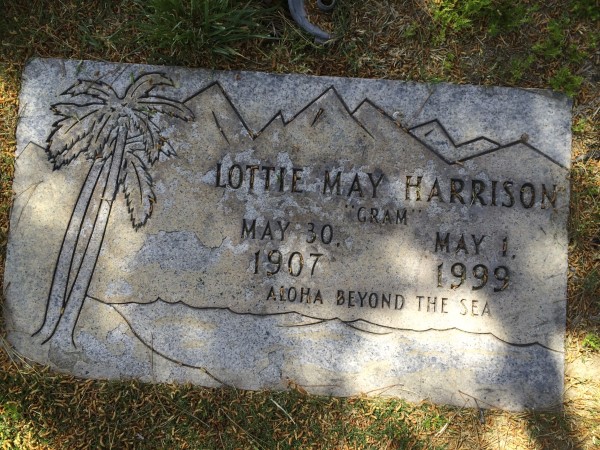 LOTTIE MAY HARRISON
"GRAM"
MAY 30, MAY 1,
1907 1999
ALOHA BEYOND THE SEA